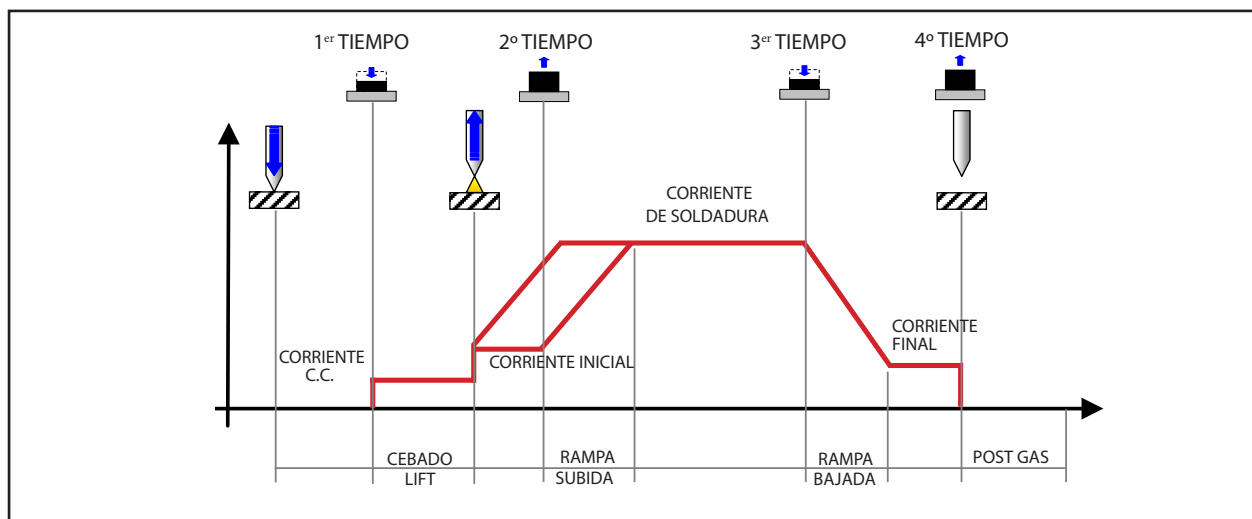 1er TIEMPO
2º TIEMPO
3er TIEMPO
4º TIEMPO
CORRIENTE
DE SOLDADURA
CORRIENTE
C.C.
CORRIENTE INICIAL
CORRIENTE
FINAL
CEBADO
LIFT
RAMPA
SUBIDA
RAMPA
BAJADA
POST GAS